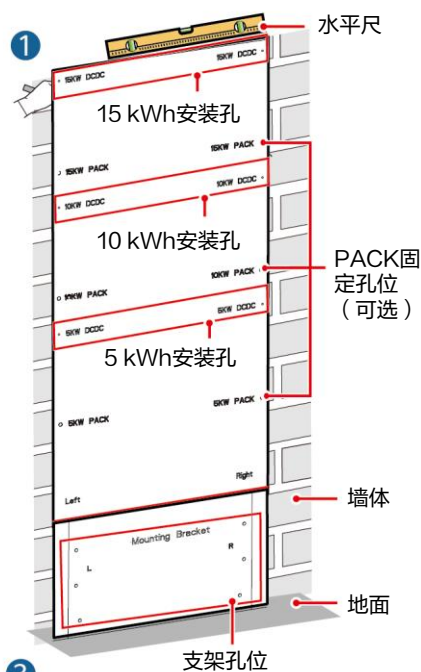 1
水平尺
15KW DCDC
15KW DCDC
15 kWh安装孔
15KW PACK
15KW PACK
10KW DCDC
10KW DCDC
10 kWh安装孔
PACK固
定孔位
（可选）
10KW PACK
10KW PACK
5KW DCDC
5KW DCDC
5 kWh安装孔
5KW PACK
5KW PACK
Left
Right
墙体
Mounting Bracket
L
R
地面
支架孔位